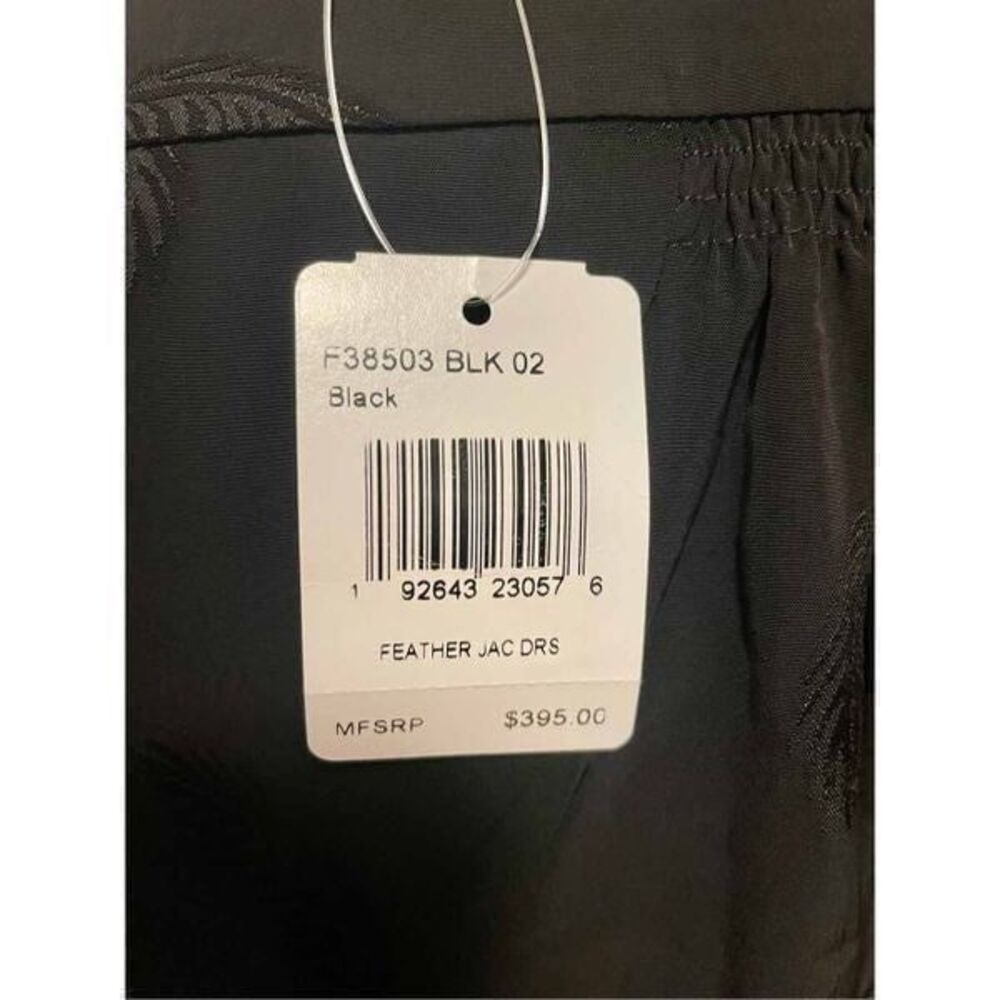 F38503 BLK 02
Black
1 92643 23057 6
FEATHER JAC DRS
MFSRP $395.00